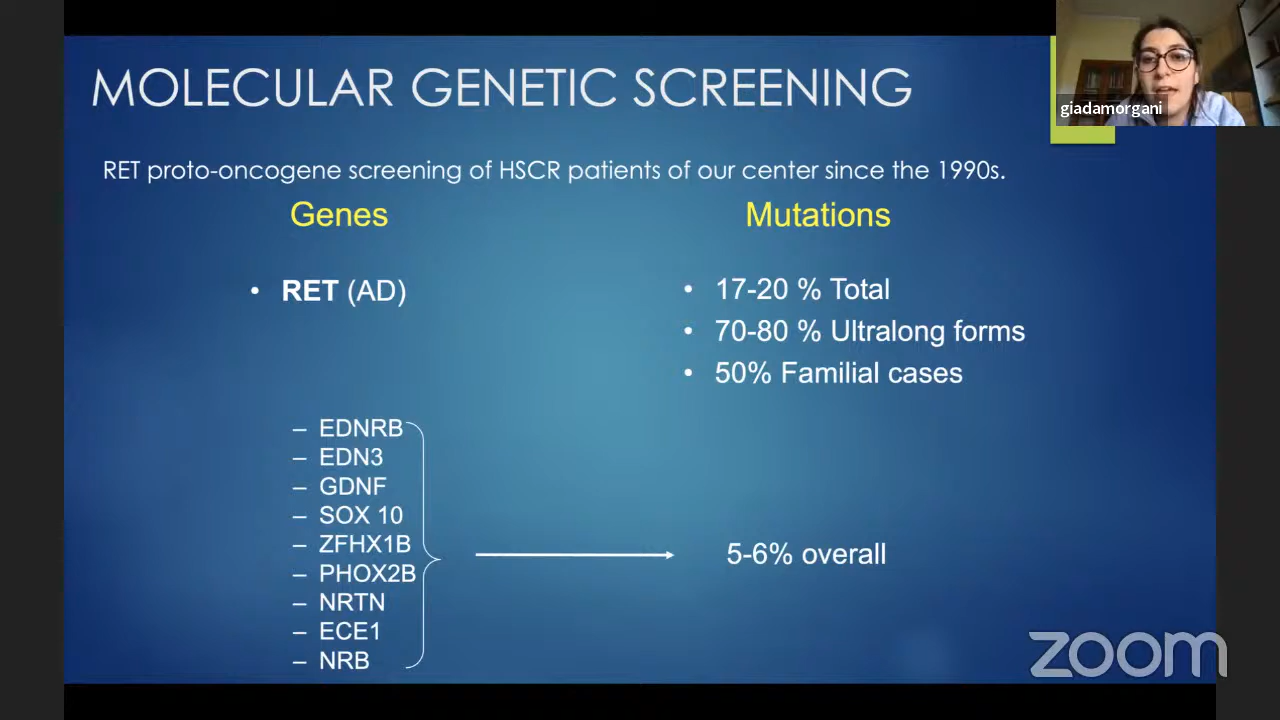 MOLECULAR GENETIC SCREENING
giadamorgani
RET proto-oncogene screening of HSCR patients of our center since the 1990s.
Genes
Mutations
• RET (AD)
• 17-20 % Total
• 70-80 % Ultralong forms
• 50% Familial cases
– EDNRB
– EDN3
– GDNF
– SOX 10
– ZFHX1B
– PHOX2B
– NRTN
– ECE1
– NRB
5-6% overall
zoom